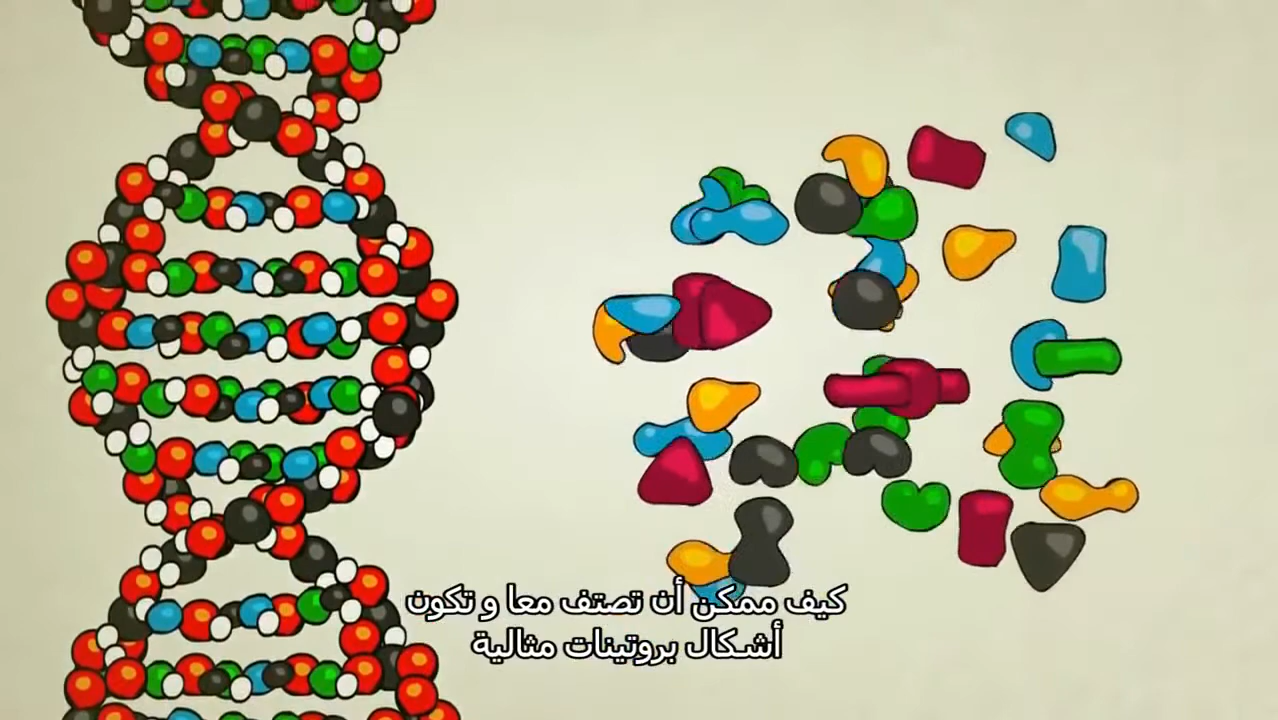 كيف ممكن أن تصتف معا و تكون
أشكال بروتينات مثالية